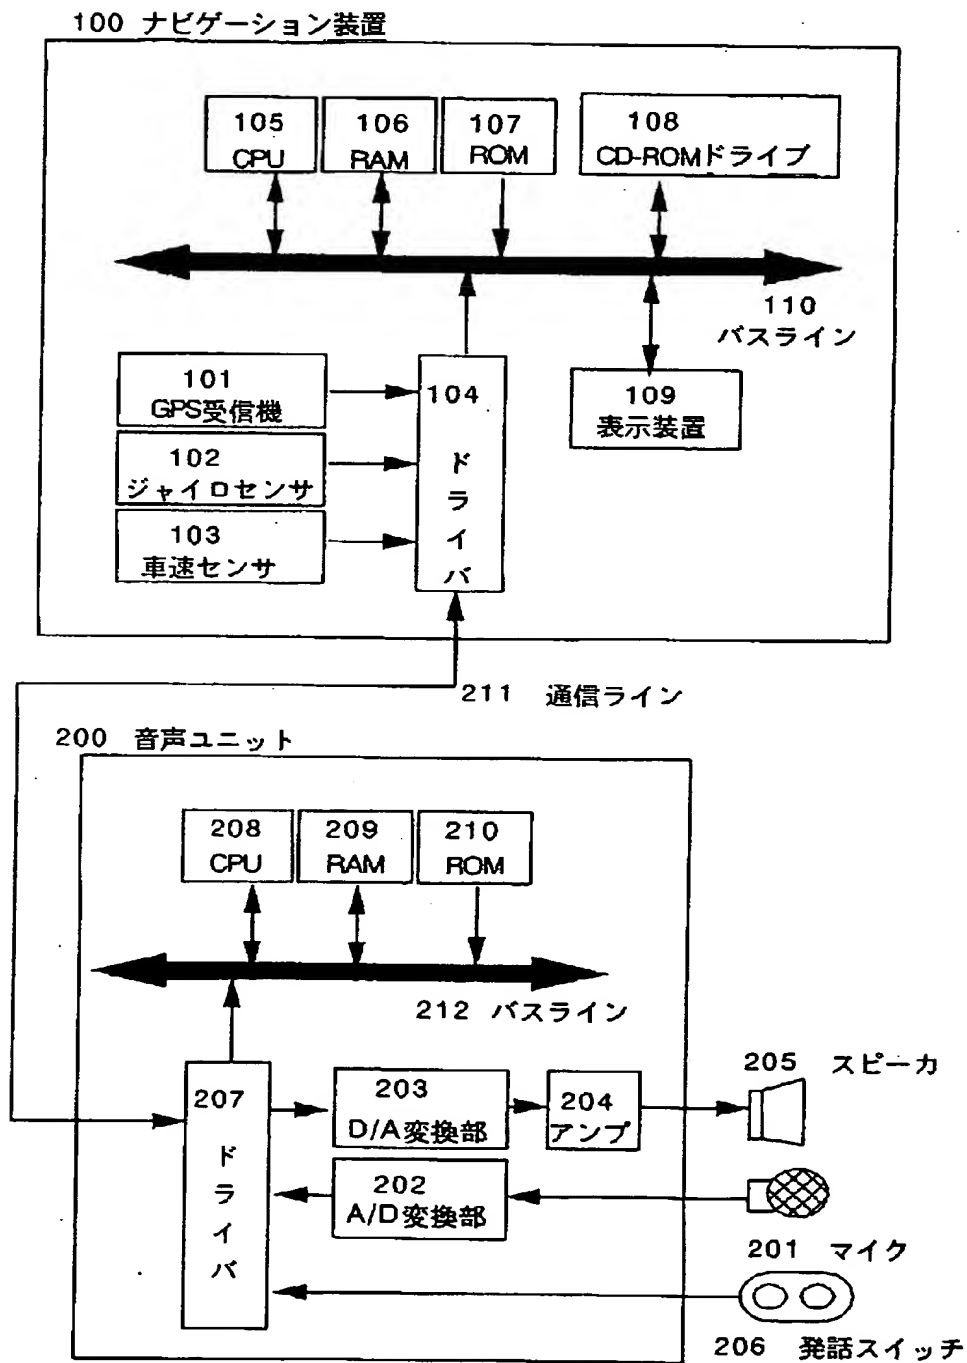 100 ナビゲーション装置
105
CPU
106
RAM
107
ROM
108
CD-ROMドライブ
110
バスライン
101
GPS受信機
102
ジャイロセンサ
103
車速センサ
104
ドライバ
109
表示装置
211 通信ライン
200 音声ユニット
208
CPU
209
RAM
210
ROM
212 バスライン
207
ドライバ
203
D/A変換部
204
アンプ
205 スピーカ
202
A/D変換部
201 マイク
206 発話スイッチ